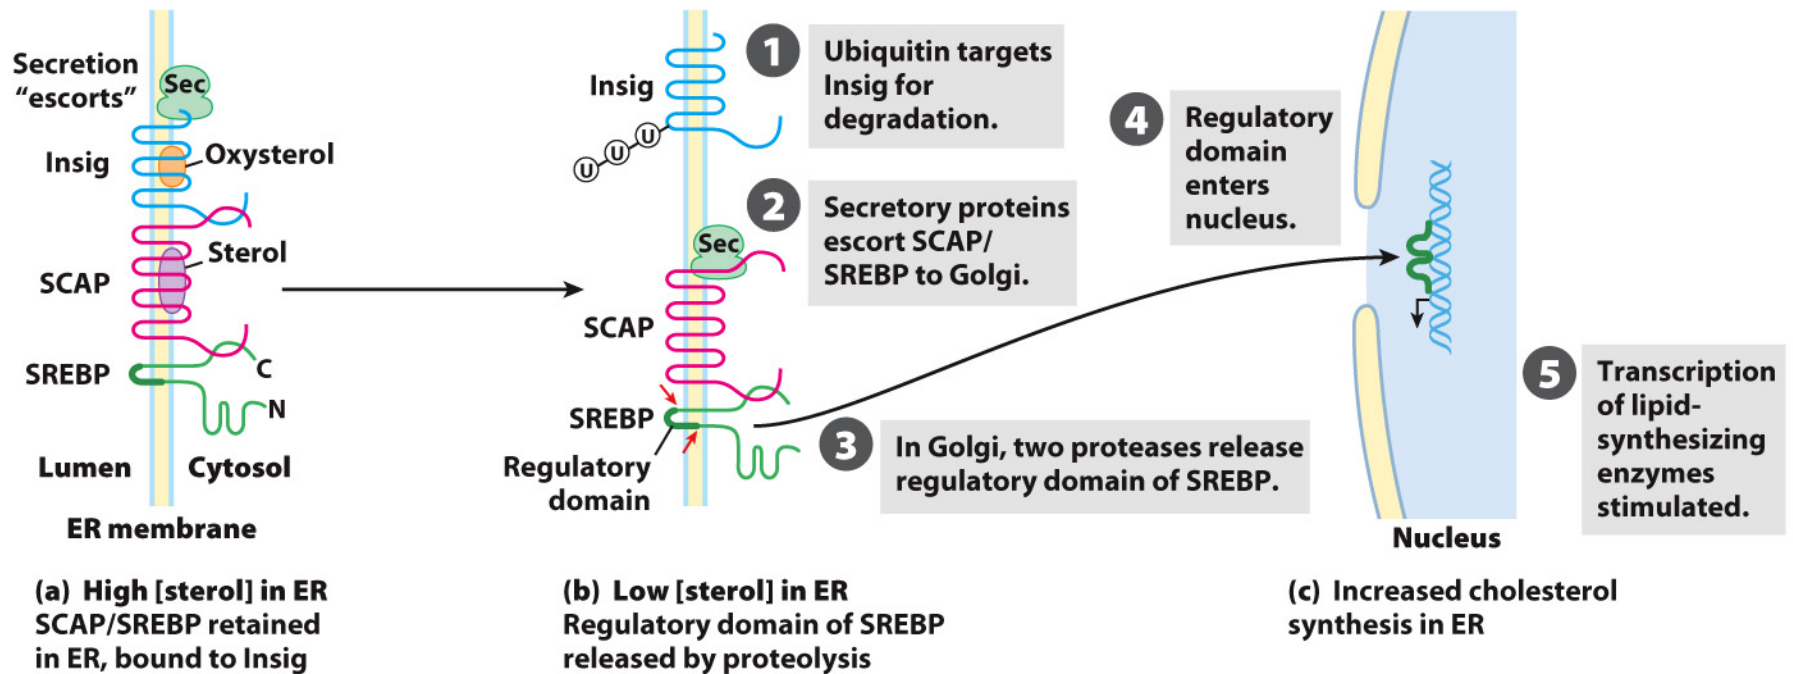 Secretion
“escorts”
Sec
Insig
Oxysterol
Sterol
SCAP
SREBP
C
N
Lumen
Cytosol
ER membrane
(a) High [sterol] in ER
SCAP/SREBP retained
in ER, bound to Insig
Insig
U
U
U
1
Ubiquitin targets
Insig for
degradation.
2
Secretory proteins
escort SCAP/
SREBP to Golgi.
Sec
SCAP
SREBP
Regulatory
domain
3
In Golgi, two proteases release
regulatory domain of SREBP.
(b) Low [sterol] in ER
Regulatory domain of SREBP
released by proteolysis
4
Regulatory
domain
enters
nucleus.
5
Transcription
of lipid-
synthesizing
enzymes
stimulated.
Nucleus
(c) Increased cholesterol
synthesis in ER